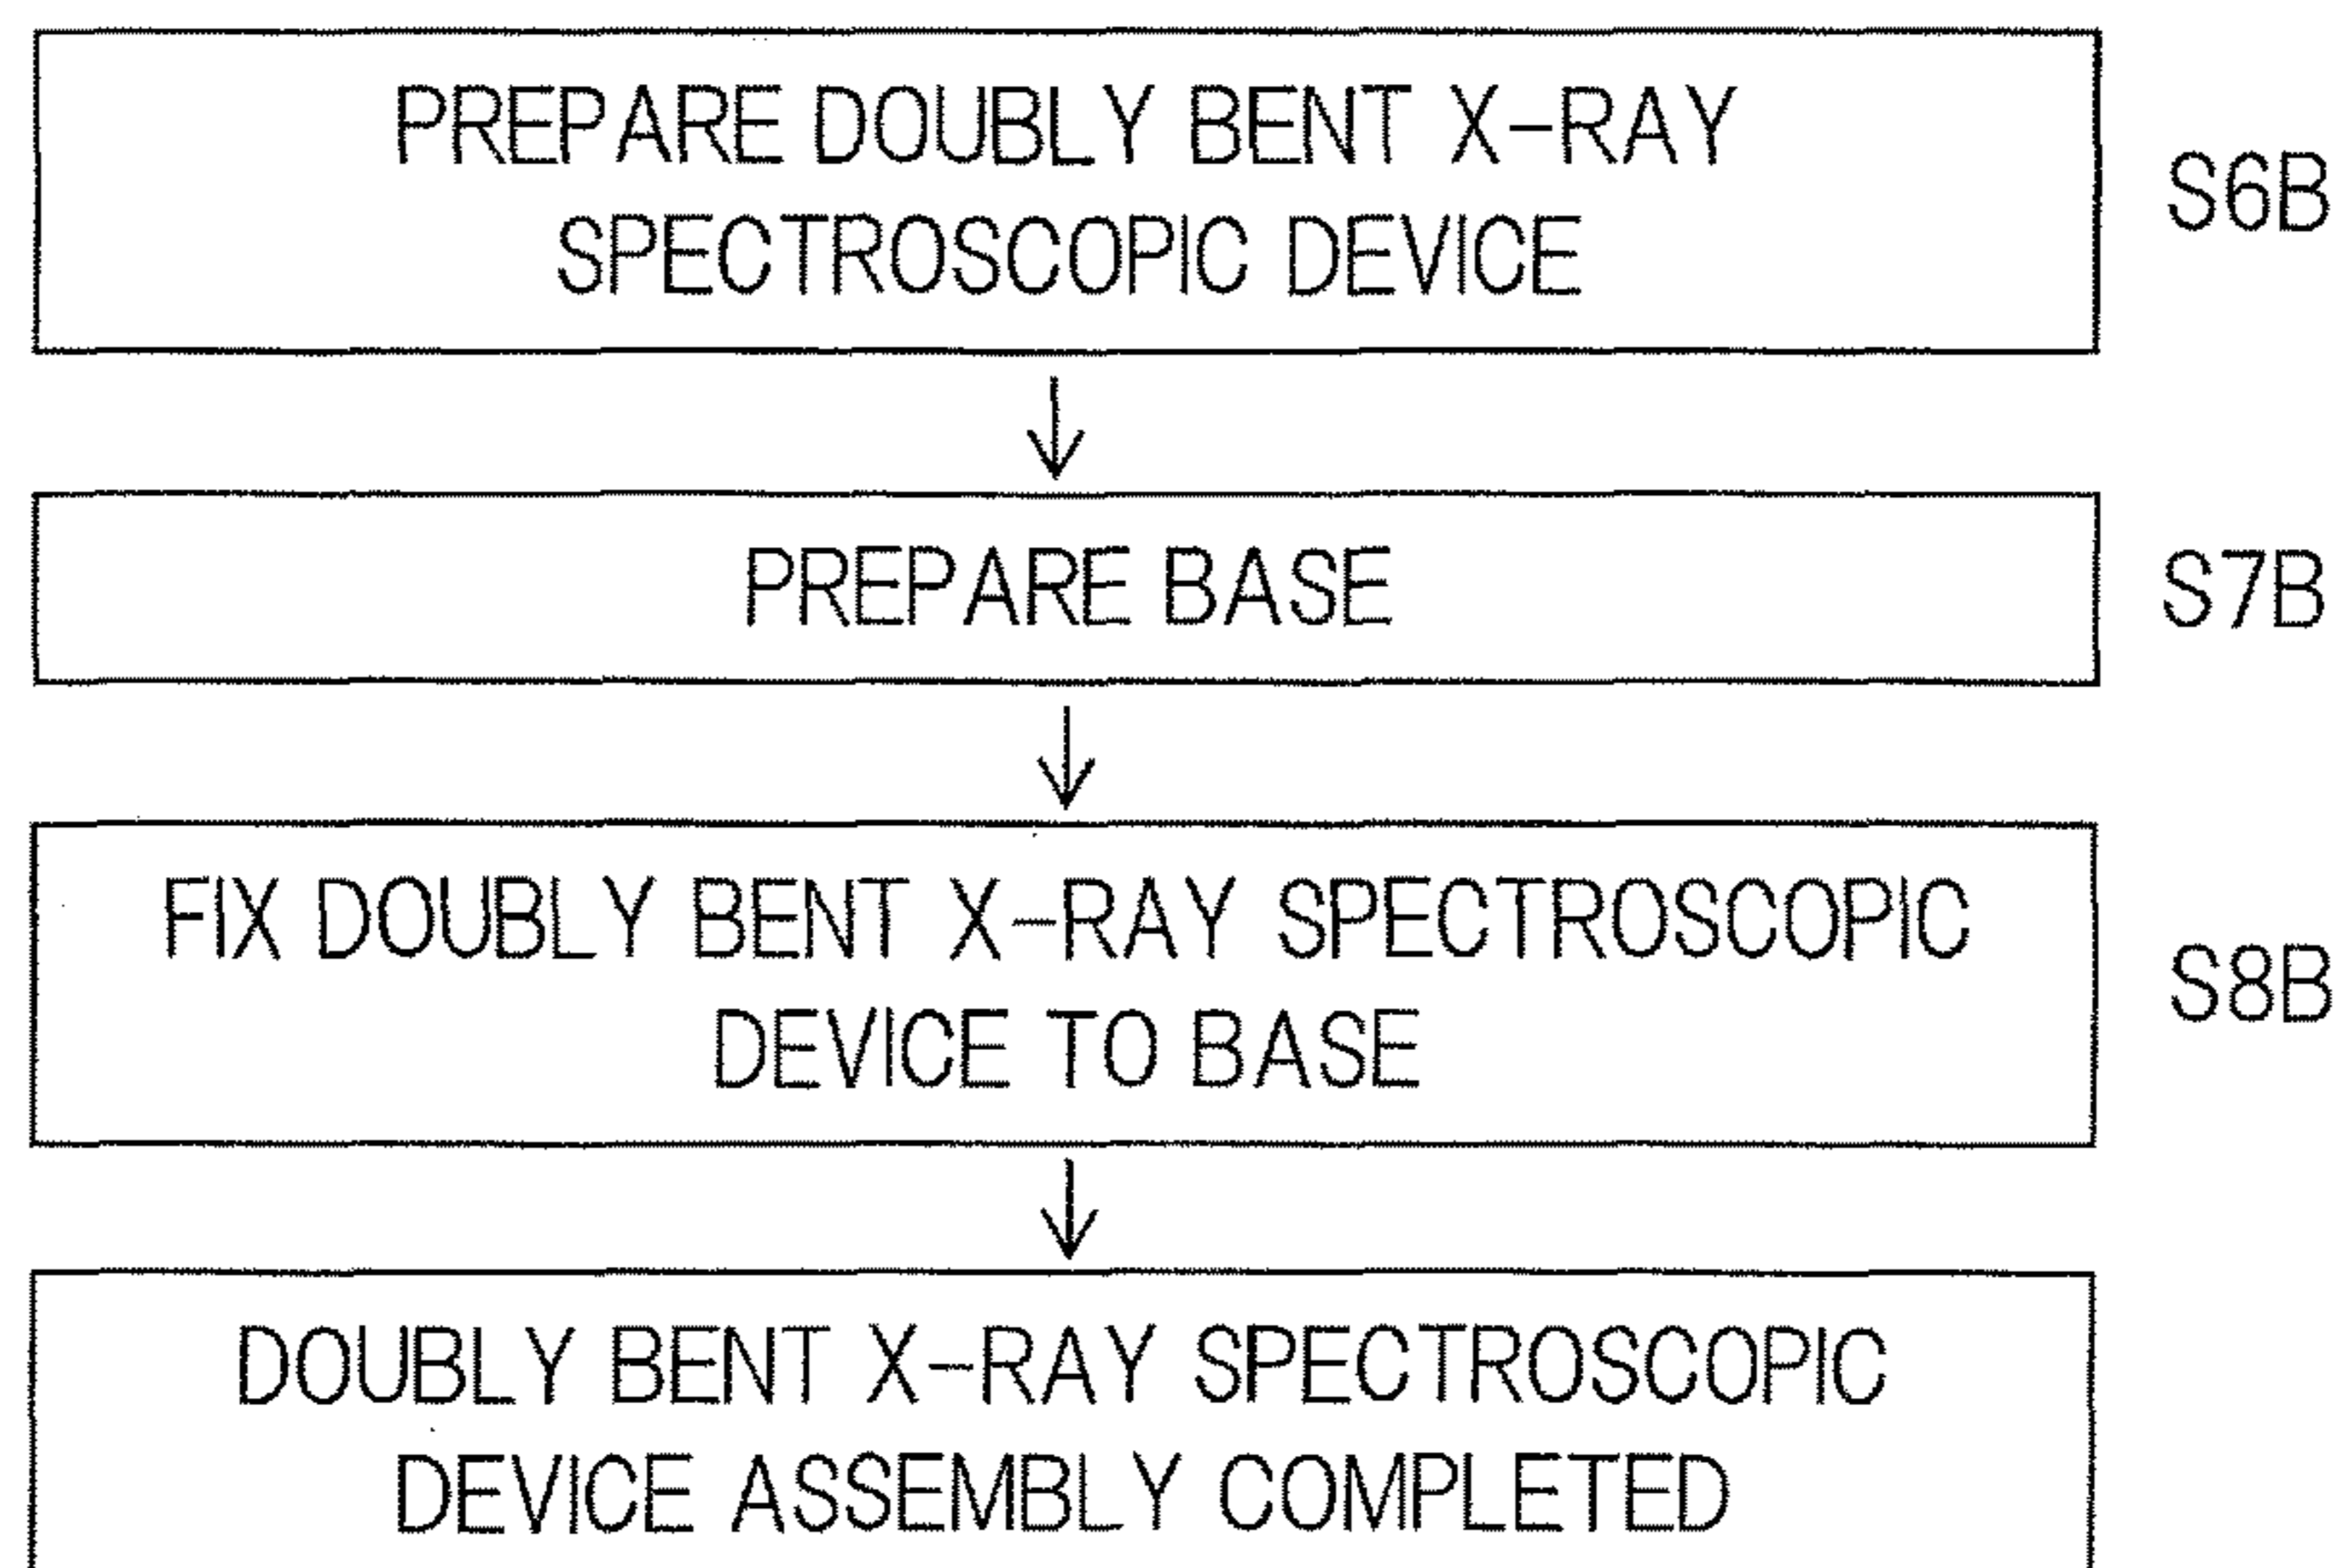 PREPARE DOUBLY BENT X-RAY
SPECTROSCOPIC DEVICE
S6B
PREPARE BASE
S7B
FIX DOUBLY BENT X-RAY SPECTROSCOPIC
DEVICE TO BASE
S8B
DOUBLY BENT X-RAY SPECTROSCOPIC
DEVICE ASSEMBLY COMPLETED